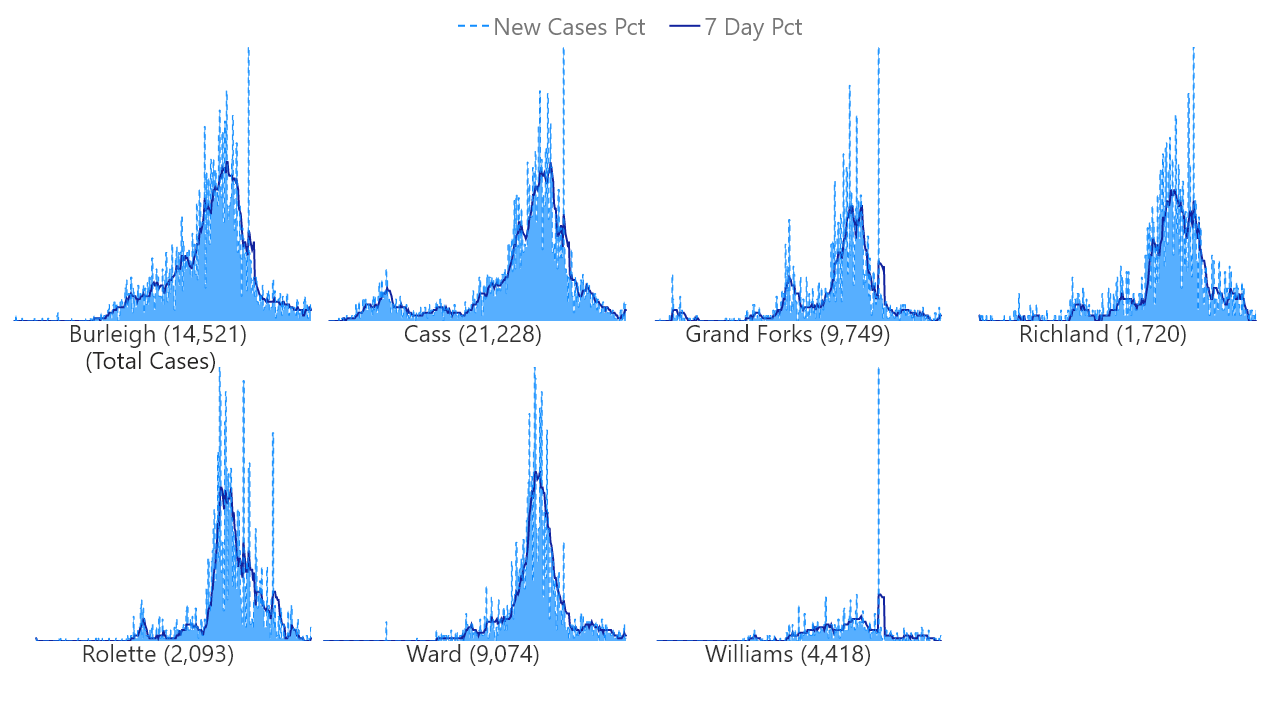 New Cases Pct 7 Day Pct
Burleigh (14,521) Cass (21,228) Grand Forks (9,749) Richland (1,720)
(Total Cases)
Rolette (2,093) Ward (9,074) Williams (4,418)